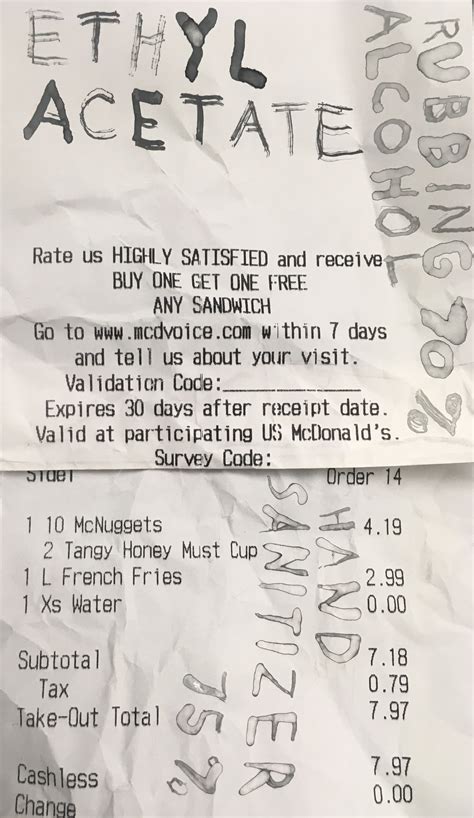 ETHYL
ACETATE
RUBBING 70%
ALCOHOL
Rate us HIGHLY SATISFIED and receive
BUY ONE GET ONE FREE
ANY SANDWICH
Go to www.mcdvoice.com within 7 days
and tell us about your visit.
Validation Code:
Expires 30 days after receipt date.
Valid at participating US McDonald's.
Survey Code:
Side1 Order 14
1 10 McNuggets 4.19
2 Tangy Honey Must Cup
1 L French Fries 2.99
1 Xs Water 0.00
Subtotal 7.18
Tax 0.79
Take-Out Total 7.97
Cashless 7.97
Change 0.00
HAND
SANITIZER
75%